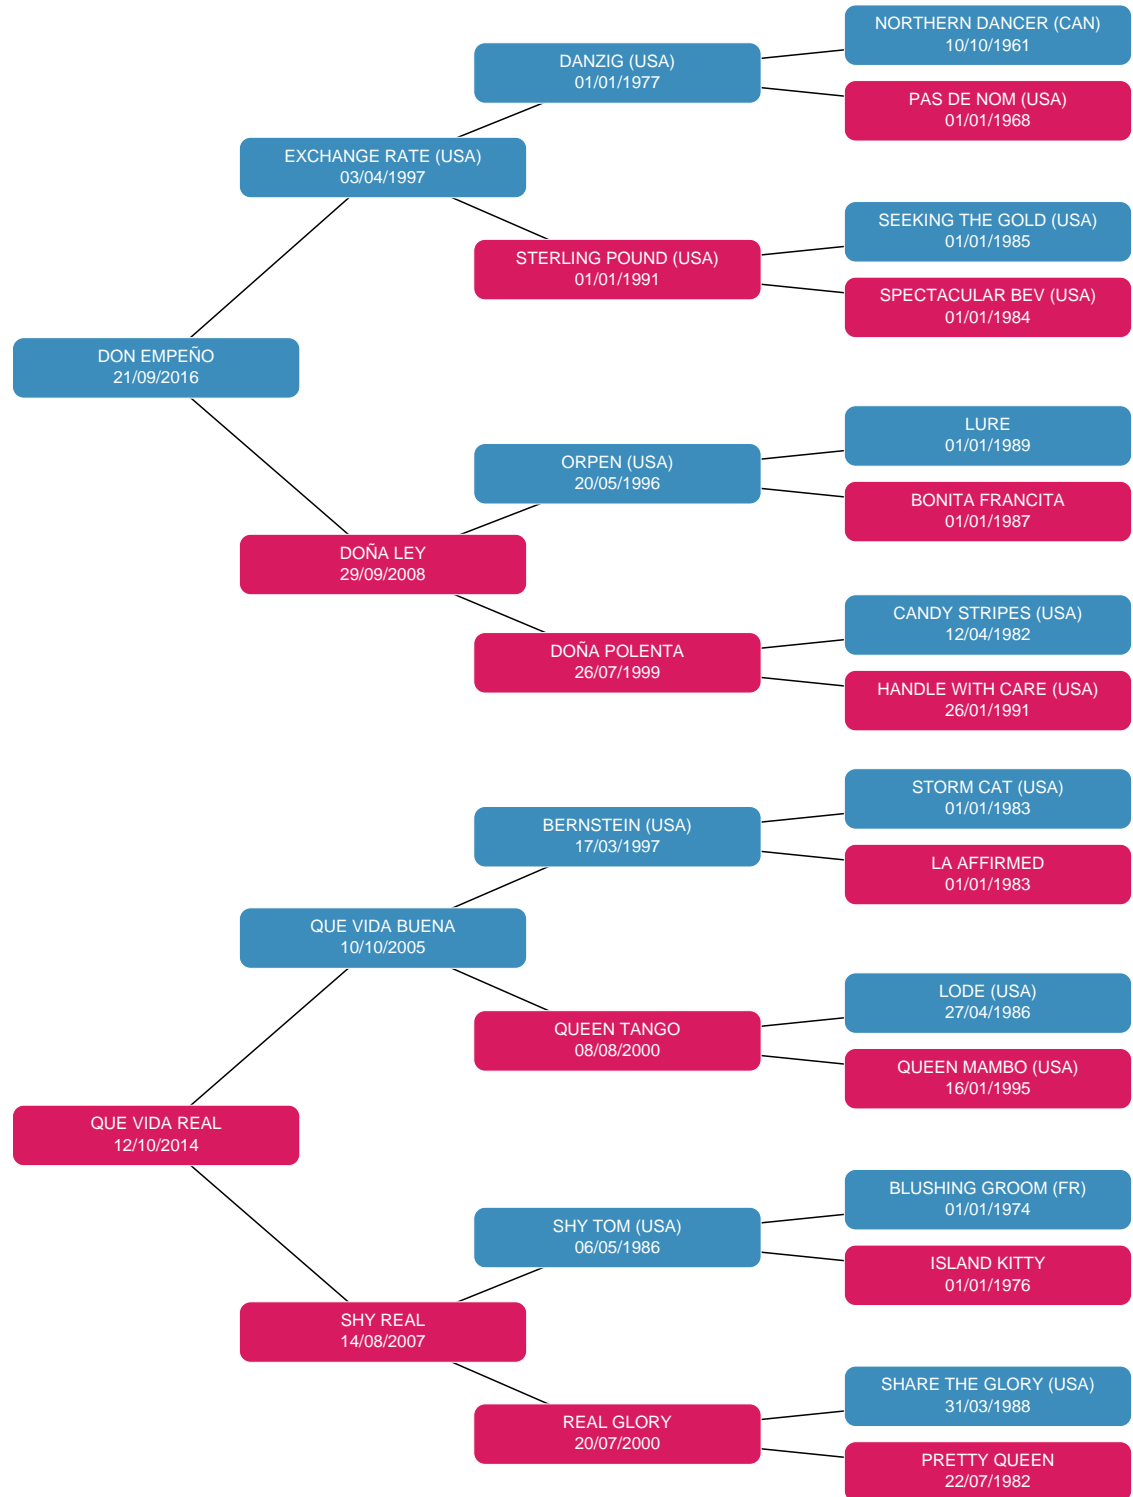 NORTHERN DANCER (CAN)
10/10/1961
DANZIG (USA)
01/01/1977
PAS DE NOM (USA)
01/01/1968
EXCHANGE RATE (USA)
03/04/1997
SEEKING THE GOLD (USA)
01/01/1985
STERLING POUND (USA)
01/01/1991
SPECTACULAR BEV (USA)
01/01/1984
DON EMPEÑO
21/09/2016
LURE
01/01/1989
ORPEN (USA)
20/05/1996
BONITA FRANCITA
01/01/1987
DOÑA LEY
29/09/2008
CANDY STRIPES (USA)
12/04/1982
DOÑA POLENTA
26/07/1999
HANDLE WITH CARE (USA)
26/01/1991
STORM CAT (USA)
01/01/1983
BERNSTEIN (USA)
17/03/1997
LA AFFIRMED
01/01/1983
QUE VIDA BUENA
10/10/2005
LODE (USA)
27/04/1986
QUEEN TANGO
08/08/2000
QUEEN MAMBO (USA)
16/01/1995
QUE VIDA REAL
12/10/2014
BLUSHING GROOM (FR)
01/01/1974
SHY TOM (USA)
06/05/1986
ISLAND KITTY
01/01/1976
SHY REAL
14/08/2007
SHARE THE GLORY (USA)
31/03/1988
REAL GLORY
20/07/2000
PRETTY QUEEN
22/07/1982